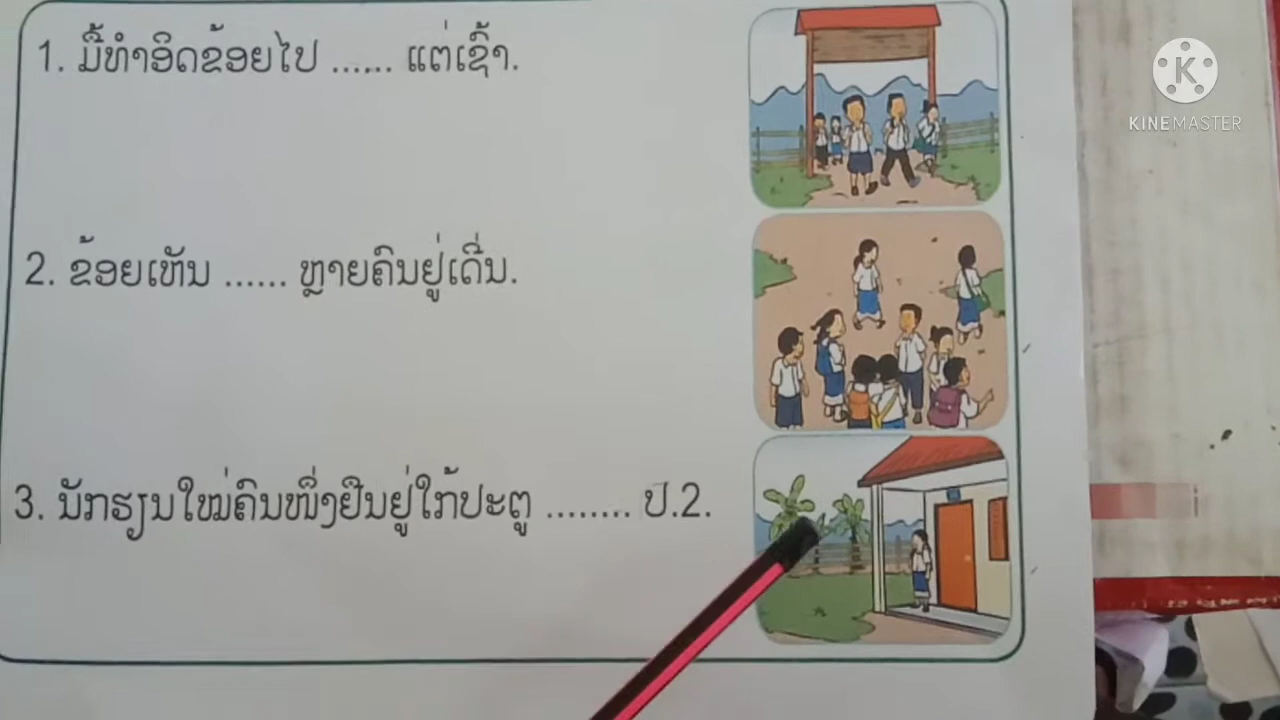 1. ມື້ທຳອິດຂ້ອຍໄປ ...... ແຕ່ເຊົ້າ.
K
KINEMASTER
2. ຂ້ອຍເຫັນ ...... ຫຼາຍຄົນຢູ່ເດີ່ນ.
3. ນັກຮຽນໃໝ່ຄົນໜຶ່ງຢືນຢູ່ໃກ້ປະຕູ ........ ປ.2.